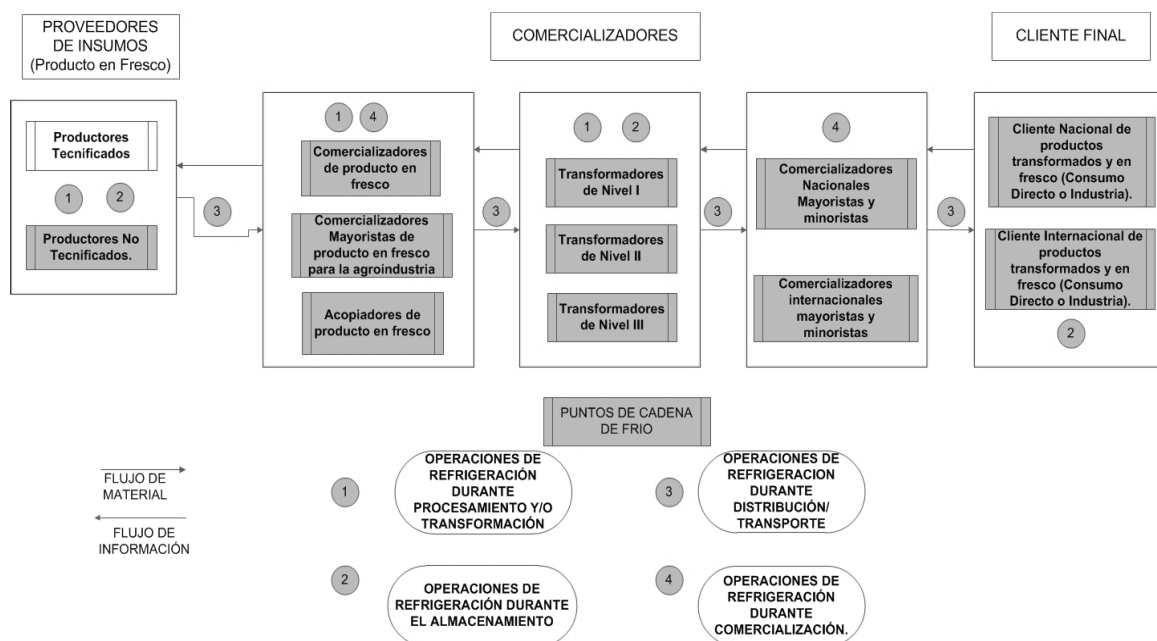 PROVEEDORES
DE INSUMOS
(Producto en Fresco)
COMERCIALIZADORES
CLIENTE FINAL
Productores
Tecnificados
1
2
Productores No
Tecnificados.
3
1
4
Comercializadores
de producto en
fresco
Comercializadores
Mayoristas de
producto en fresco
para la agroindustria
Acopiadores de
producto en fresco
3
1
2
Transformadores
de Nivel I
Transformadores
de Nivel II
Transformadores
de Nivel III
3
4
Comercializadores
Nacionales
Mayoristas y
minoristas
Comercializadores
internacionales
mayoristas y
minoristas
3
Cliente Nacional de
productos
transformados y en
fresco (Consumo
Directo o Industria).
Cliente Internacional de
productos
transformados y en
fresco (Consumo
Directo o Industria).
2
PUNTOS DE CADENA
DE FRIO
FLUJO DE
MATERIAL
FLUJO DE
INFORMACIÓN
1
OPERACIONES DE
REFRIGERACIÓN
DURANTE
PROCESAMIENTO Y/O
TRANSFORMACIÓN
3
OPERACIONES DE
REFRIGERACION
DURANTE
DISTRIBUCIÓN/
TRANSPORTE
2
OPERACIONES DE
REFRIGERACIÓN DURANTE
EL ALMACENAMIENTO
4
OPERACIONES DE
REFRIGERACIÓN
DURANTE
COMERCIALIZACIÓN.